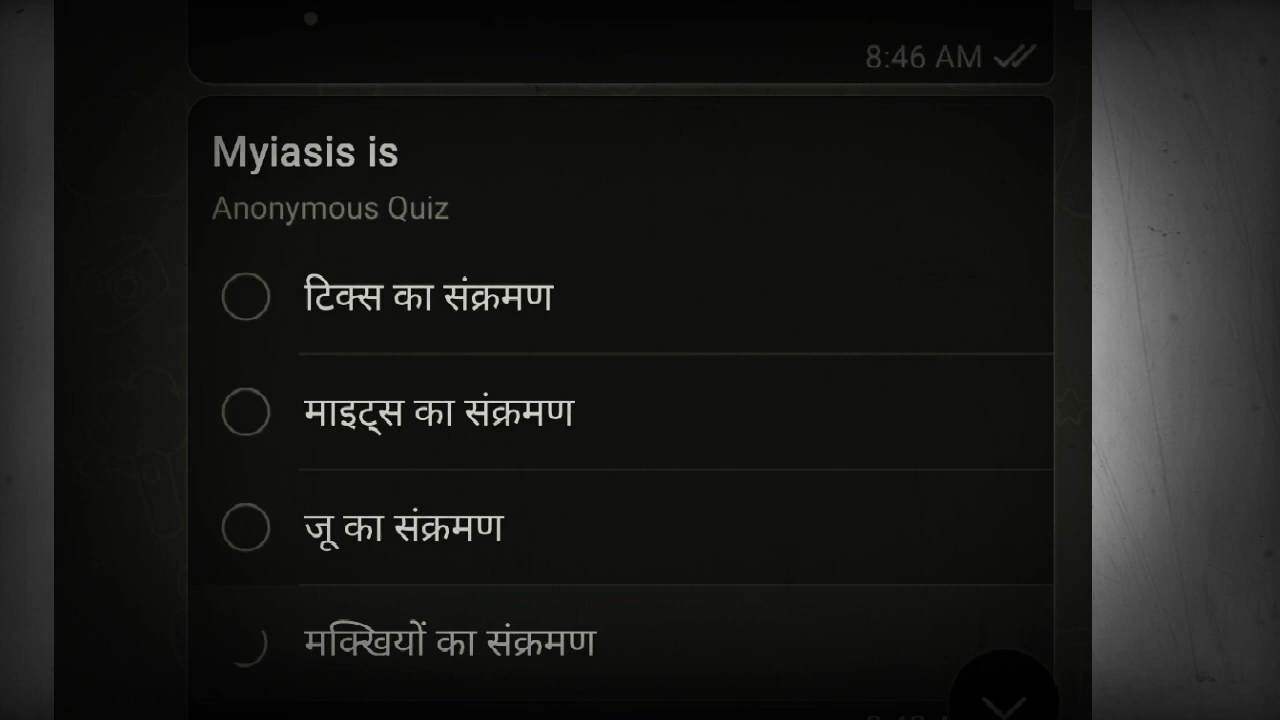 8:46 AM
Myiasis is
Anonymous Quiz
टिक्स का संक्रमण
माइट्स का संक्रमण
जू का संक्रमण
मक्खियों का संक्रमण